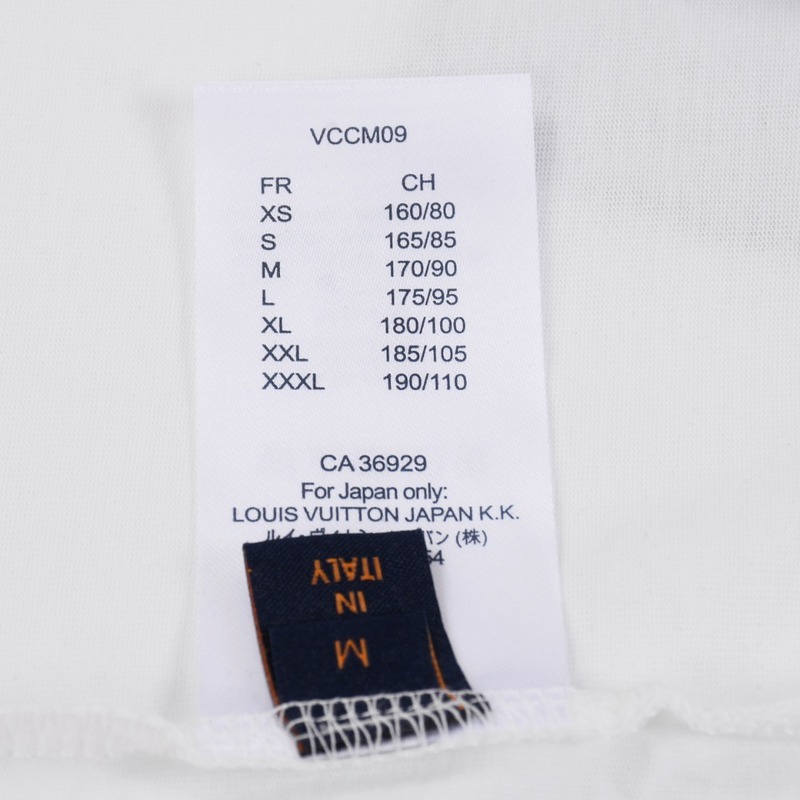 VCCM09
FR CH
XS 160/80
S 165/85
M 170/90
L 175/95
XL 180/100
XXL 185/105
XXXL 190/110
CA 36929
For Japan only:
LOUIS VUITTON JAPAN K.K.
(株)
54
ITALY
IN
M